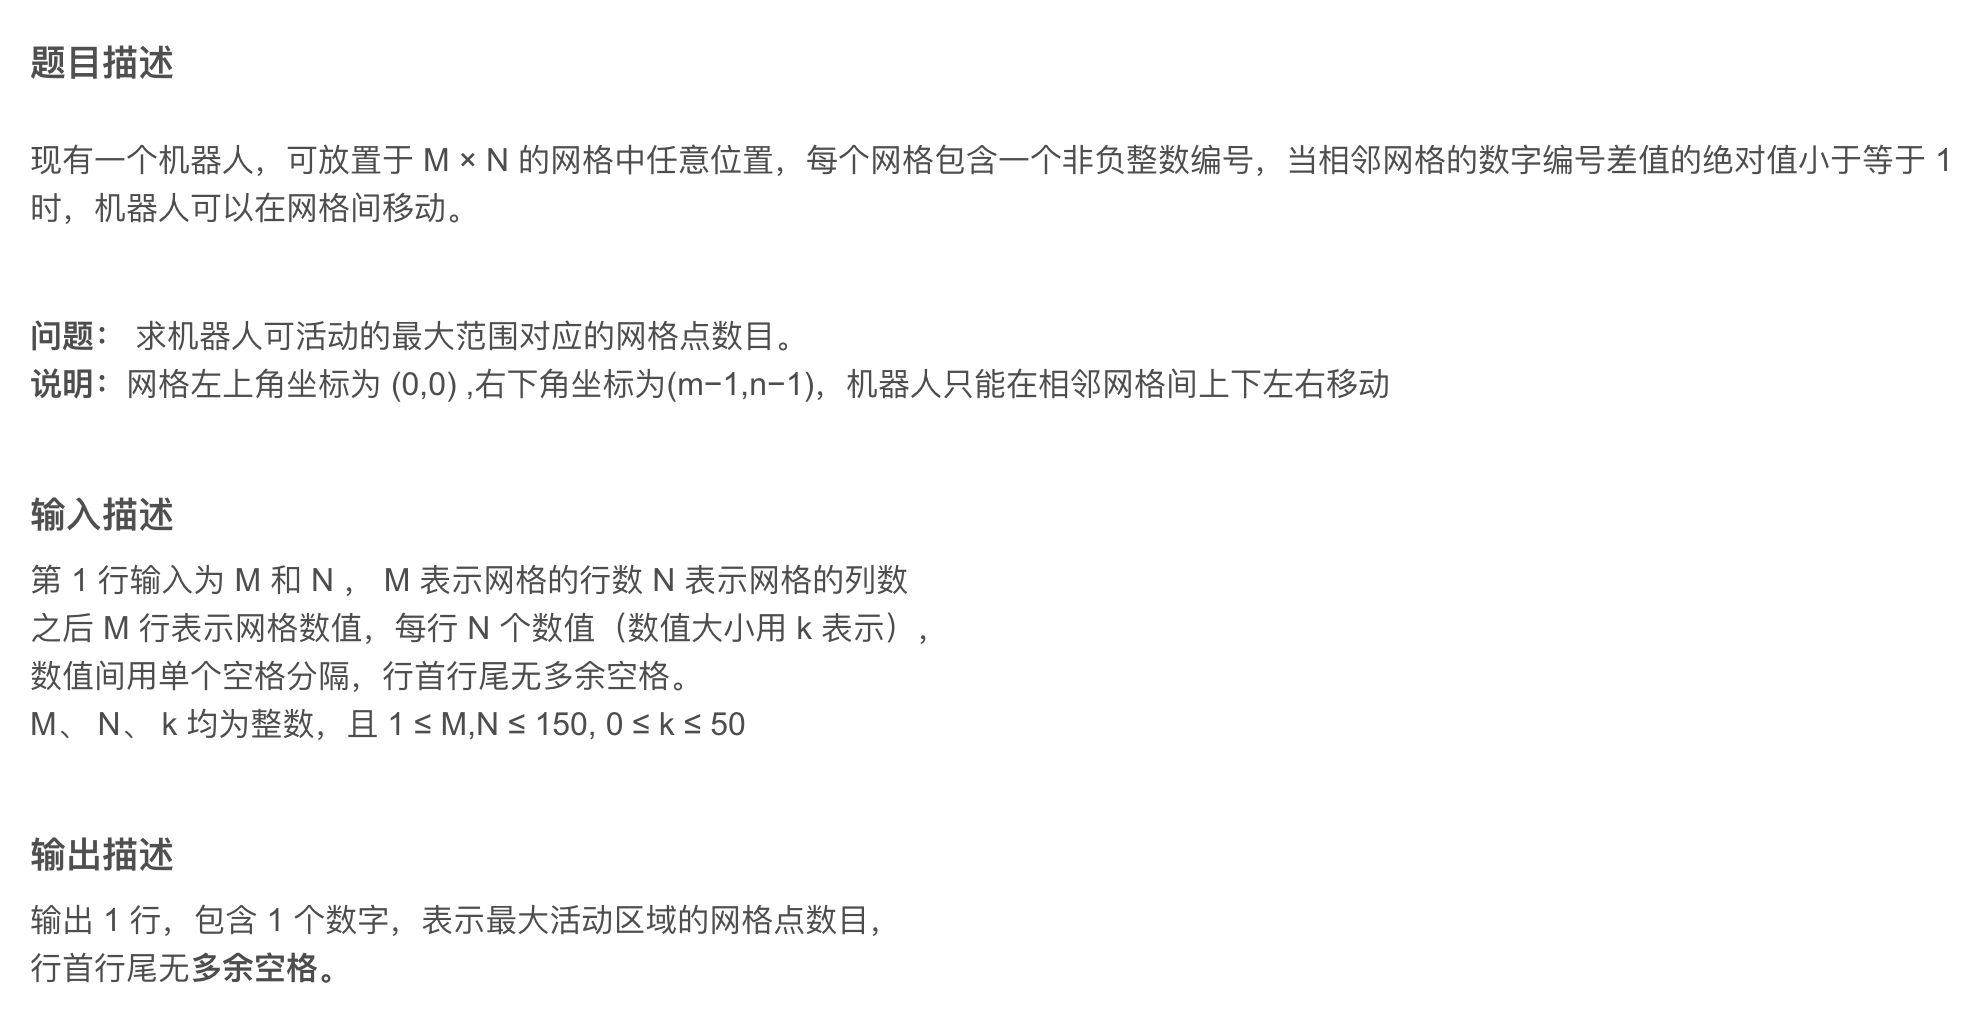 题目描述
现有一个机器人，可放置于 M × N 的网格中任意位置，每个网格包含一个非负整数编号，当相邻网格的数字编号差值的绝对值小于等于 1
时，机器人可以在网格间移动。
问题： 求机器人可活动的最大范围对应的网格点数目。
说明：网格左上角坐标为 (0,0) ,右下角坐标为(m−1,n−1)，机器人只能在相邻网格间上下左右移动
输入描述
第 1 行输入为 M 和 N ， M 表示网格的行数 N 表示网格的列数
之后 M 行表示网格数值，每行 N 个数值（数值大小用 k 表示），
数值间用单个空格分隔，行首行尾无多余空格。
M、 N、 k 均为整数，且 1 ≤ M,N ≤ 150, 0 ≤ k ≤ 50
输出描述
输出 1 行，包含 1 个数字，表示最大活动区域的网格点数目，
行首行尾无多余空格。